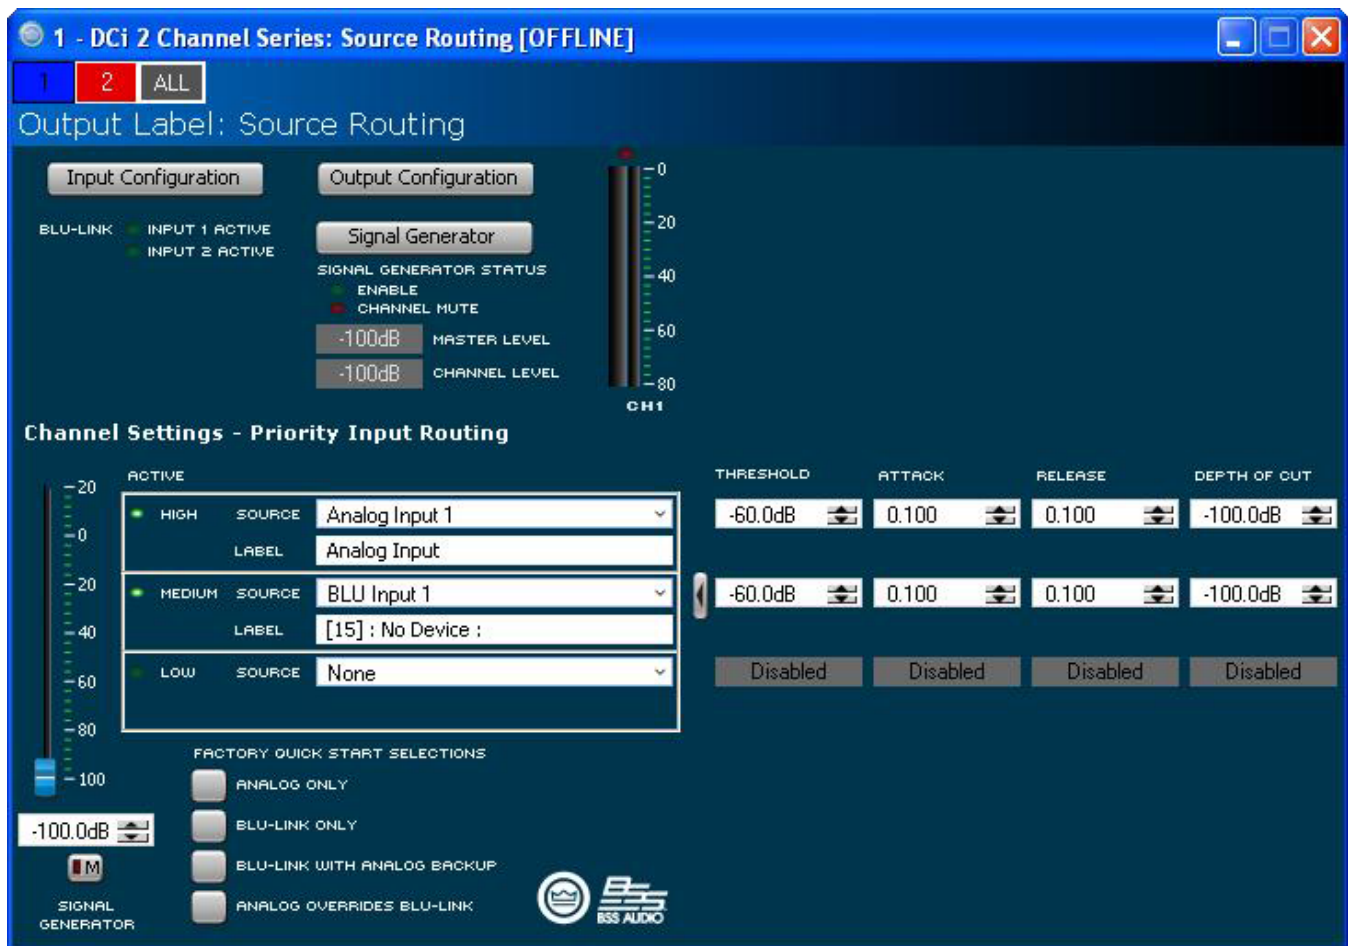 1 - DCi 2 Channel Series: Source Routing [OFFLINE]
1 2 ALL
Output Label: Source Routing
Input Configuration
Output Configuration
BLU-LINK INPUT 1 ACTIVE
INPUT 2 ACTIVE
Signal Generator
SIGNAL GENERATOR STATUS
ENABLE
CHANNEL MUTE
-100dB MASTER LEVEL
-100dB CHANNEL LEVEL
0
20
40
60
80
CH1
Channel Settings - Priority Input Routing
ACTIVE
THRESHOLD ATTACK RELEASE DEPTH OF CUT
20
0
20
40
60
80
100
HIGH SOURCE Analog Input 1
-60.0dB 0.100 0.100 -100.0dB
LABEL Analog Input
MEDIUM SOURCE BLU Input 1
-60.0dB 0.100 0.100 -100.0dB
LABEL [15] : No Device :
LOW SOURCE None
Disabled Disabled Disabled Disabled
FACTORY QUICK START SELECTIONS
ANALOG ONLY
BLU-LINK ONLY
BLU-LINK WITH ANALOG BACKUP
ANALOG OVERRIDES BLU-LINK
-100.0dB
M
SIGNAL
GENERATOR
BSS
BSS AUDIO